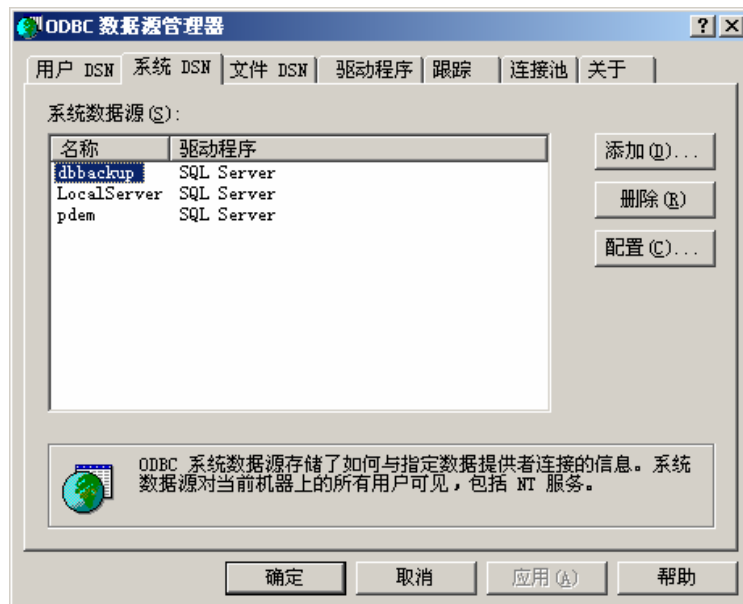 ODBC 数据源管理器
用户 DSN 系统 DSN 文件 DSN 驱动程序 跟踪 连接池 关于
系统数据源(S):
名称 驱动程序
dbbackup SQL Server
LocalServer SQL Server
pdem SQL Server
添加(D)...
删除(R)
配置(C)...
ODBC 系统数据源存储了如何与指定数据提供者连接的信息。系统
数据源对当前机器上的所有用户可见，包括 NT 服务。
确定 取消 应用(A) 帮助